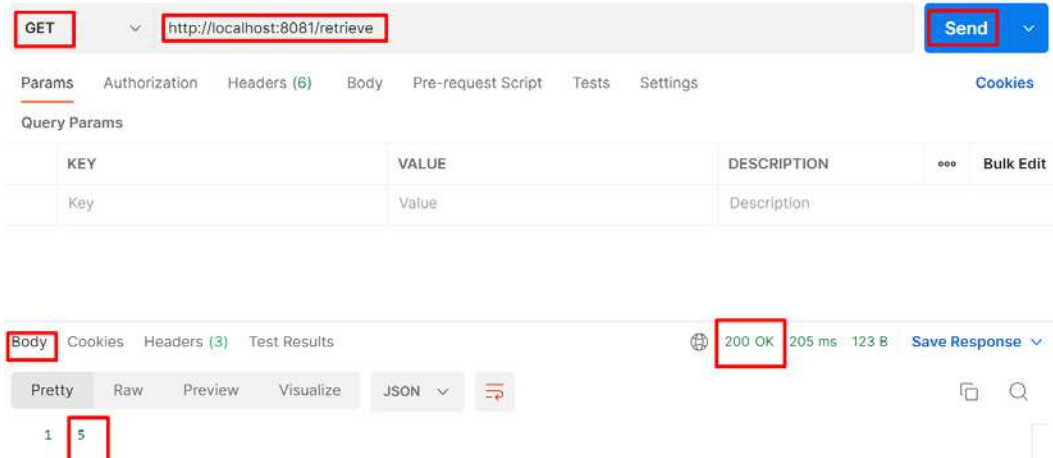 GET http://localhost:8081/retrieve Send
Params Authorization Headers (6) Body Pre-request Script Tests Settings Cookies
Query Params
KEY VALUE DESCRIPTION ooo Bulk Edit
Key Value Description
Body Cookies Headers (3) Test Results 200 OK 205 ms 123 B Save Response
Pretty Raw Preview Visualize JSON
1 5